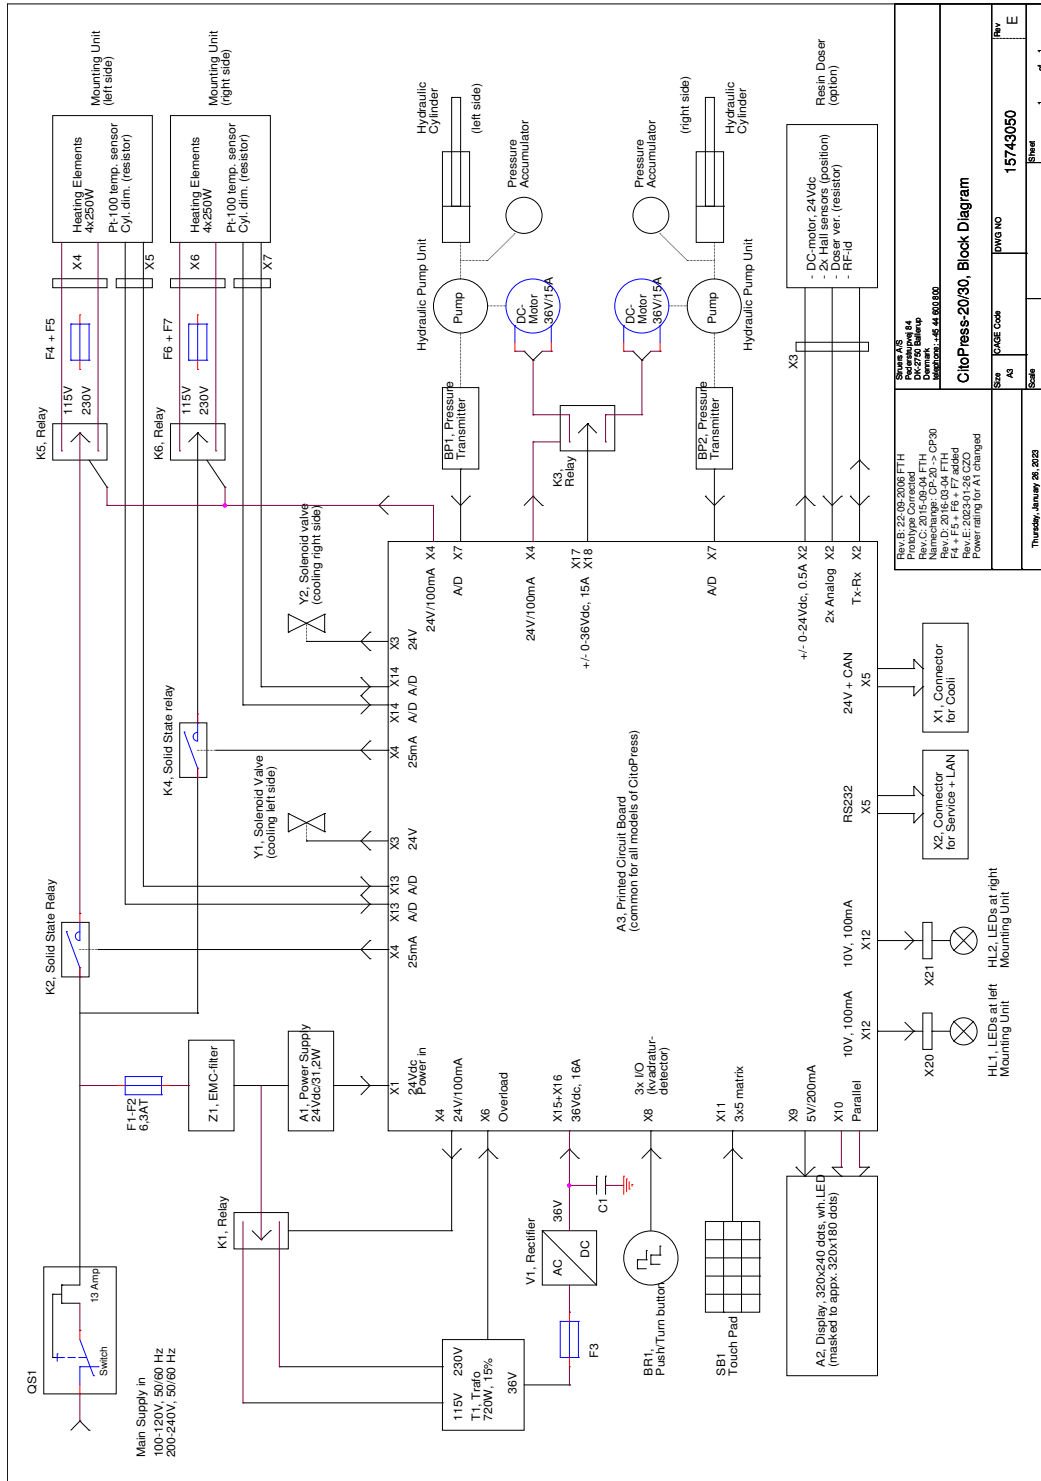 Main Supply in
100-120V, 50/60 Hz
200-240V, 50/60 Hz
QS1
Switch
13 Amp
K2, Solid State Relay
K4, Solid State relay
K5, Relay
115V
230V
F4 + F5
X4
X5
Heating Elements
4x250W
Pt-100 temp. sensor
Cyl. dim. (resistor)
Mounting Unit
(left side)
K6, Relay
115V
230V
F6 + F7
X6
X7
Heating Elements
4x250W
Pt-100 temp. sensor
Cyl. dim. (resistor)
Mounting Unit
(right side)
F1-F2
6,3AT
Z1, EMC-filter
A1, Power Supply
24Vdc/31,2W
Y1, Solenoid Valve
(cooling left side)
Y2, Solenoid valve
(cooling right side)
X1
24Vdc
Power in
X4
25mA
X13
A/D
X13
A/D
X3
24V
X4
25mA
X14
A/D
X14
A/D
X3
24V
K1, Relay
115V
230V
T1, Trafo
720W, 15%
36V
F3
V1, Rectifier
AC
DC
36V
C1
BR1,
Push/Turn button
SB1
Touch Pad
A2, Display, 320x240 dots, wh.LED
(masked to appx. 320x180 dots)
X4
24V/100mA
X6
Overload
X15+X16
36Vdc, 16A
3x I/O
(kvadratur-
detector)
X8
X11
3x5 matrix
X9
5V/200mA
X10
Parallel
A3, Printed Circuit Board
(common for all models of CitoPress)
X4
24V/100mA
X7
A/D
X4
24V/100mA
X17
X18
+/- 0-36Vdc, 15A
X7
A/D
X2
+/- 0-24Vdc, 0.5A
X2
2x Analog
X2
Tx-Rx
BP1, Pressure
Transmitter
K3,
Relay
BP2, Pressure
Transmitter
Hydraulic Pump Unit
Pump
DC-
Motor
36V/15A
Pressure
Accumulator
Hydraulic
Cylinder
(left side)
DC-
Motor
36V/15A
Pump
Hydraulic Pump Unit
Pressure
Accumulator
(right side)
Hydraulic
Cylinder
X3
- DC-motor, 24Vdc
- 2x Hall sensors (position)
- Doser ver. (resistor)
- RF-id
Resin Doser
(option)
10V, 100mA
X12
X20
HL1, LEDs at left
Mounting Unit
10V, 100mA
X12
X21
HL2, LEDs at right
Mounting Unit
RS232
X5
X2, Connector
for Service + LAN
24V + CAN
X5
X1, Connector
for Cooli
Rev.B: 22-09-2006 FTH
Prototype Corrected
Rev.C: 2015-09-04 FTH
Namechange: CP-20 -> CP30
Rev.D: 2016-03-04 FTH
F4 + F5 + F6 + F7 added
Rev.E: 2023-01-26 CZO
Power rating for A1 changed
Thursday, January 26, 2023
Struers A/S
Pederstrupvej 84
DK-2750 Ballerup
Denmark
telephone: +45 44 600 800
CitoPress-20/30, Block Diagram
Size
A3
CAGE Code
DWG NO
15743050
Rev
E
Scale
Sheet